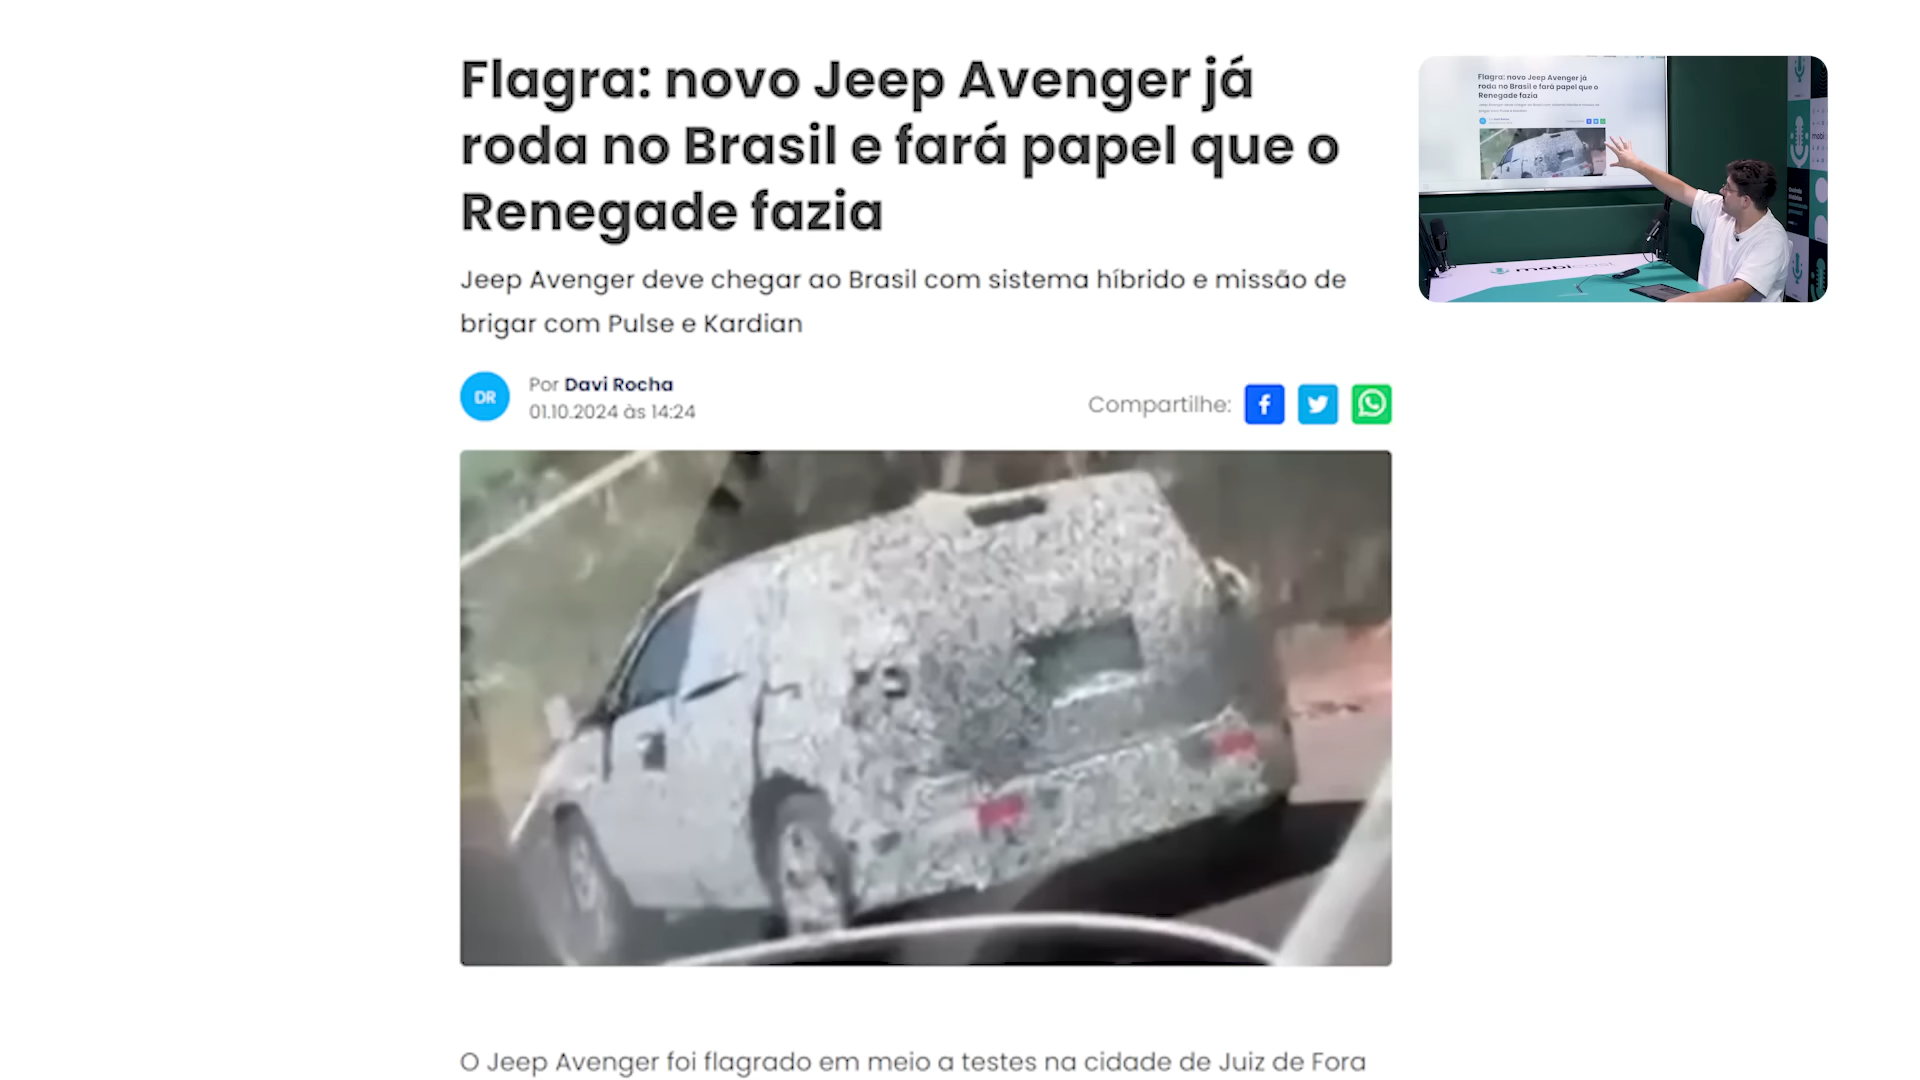 Flagra: novo Jeep Avenger já
roda no Brasil e fará papel que o
Renegade fazia
Jeep Avenger deve chegar ao Brasil com sistema híbrido e missão de
brigar com Pulse e Kardian
DR
Por Davi Rocha
01.10.2024 às 14:24
Compartilhe:
O Jeep Avenger foi flagrado em meio a testes na cidade de Juiz de Fora
Flagra: novo Jeep Avenger já
roda no Brasil e fará papel que o
Renegade fazia
mobicast